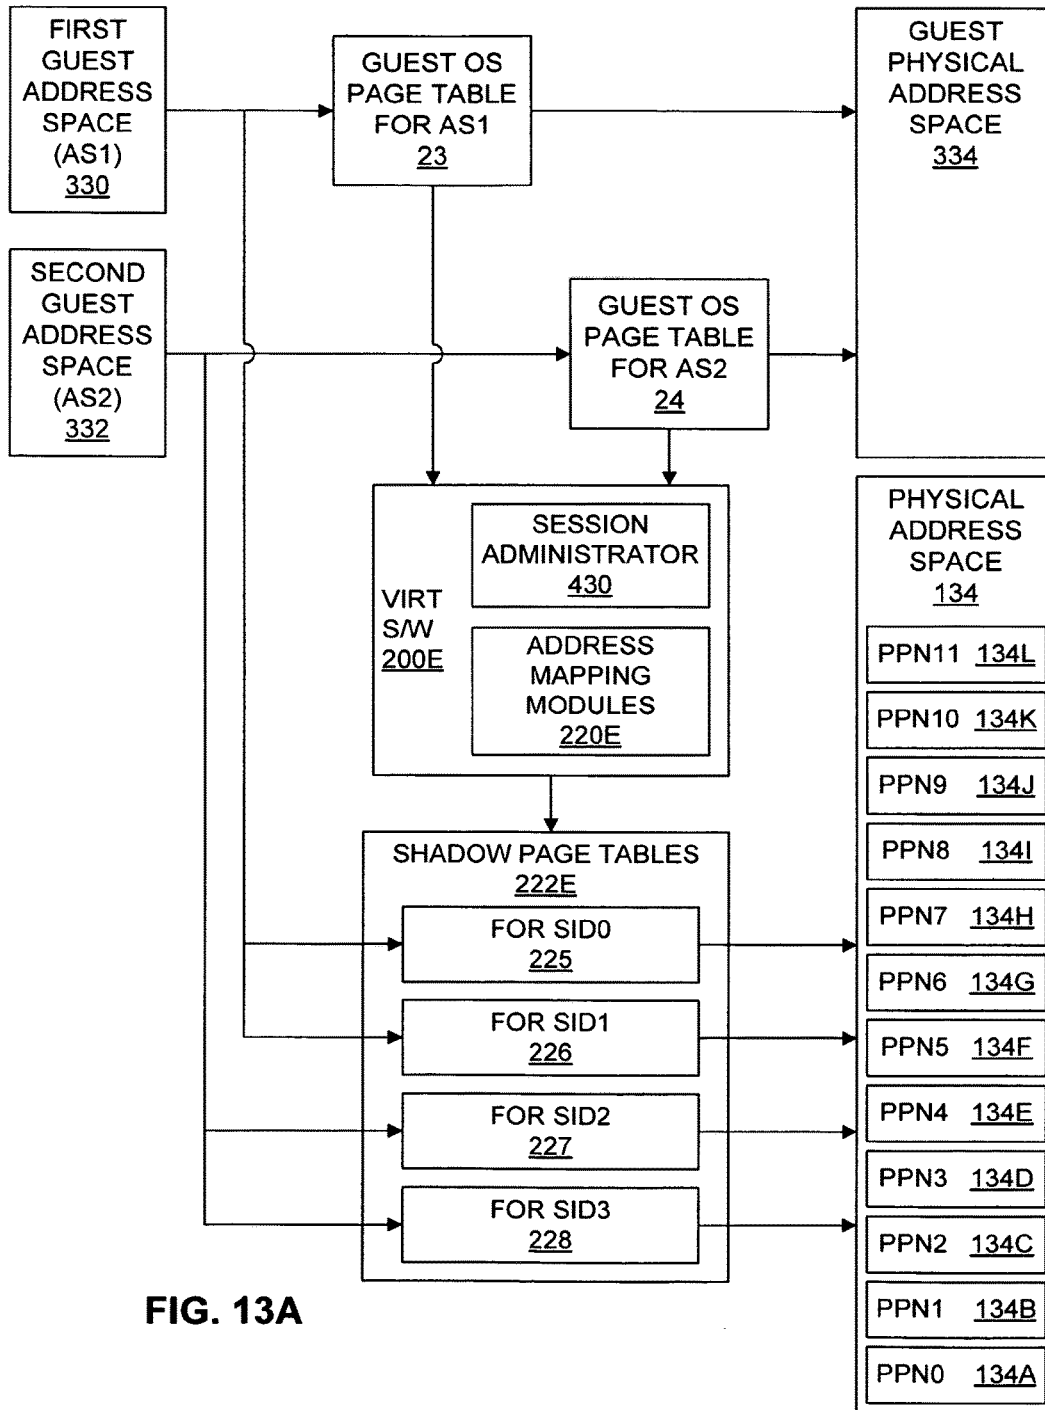 FIRST
GUEST
ADDRESS
SPACE
(AS1)
330
GUEST OS
PAGE TABLE
FOR AS1
23
GUEST
PHYSICAL
ADDRESS
SPACE
334
SECOND
GUEST
ADDRESS
SPACE
(AS2)
332
GUEST OS
PAGE TABLE
FOR AS2
24
VIRT
S/W
200E
SESSION
ADMINISTRATOR
430
ADDRESS
MAPPING
MODULES
220E
SHADOW PAGE TABLES
222E
FOR SID0
225
FOR SID1
226
FOR SID2
227
FOR SID3
228
PHYSICAL
ADDRESS
SPACE
134
PPN11 134L
PPN10 134K
PPN9 134J
PPN8 134I
PPN7 134H
PPN6 134G
PPN5 134F
PPN4 134E
PPN3 134D
PPN2 134C
PPN1 134B
PPN0 134A
FIG. 13A